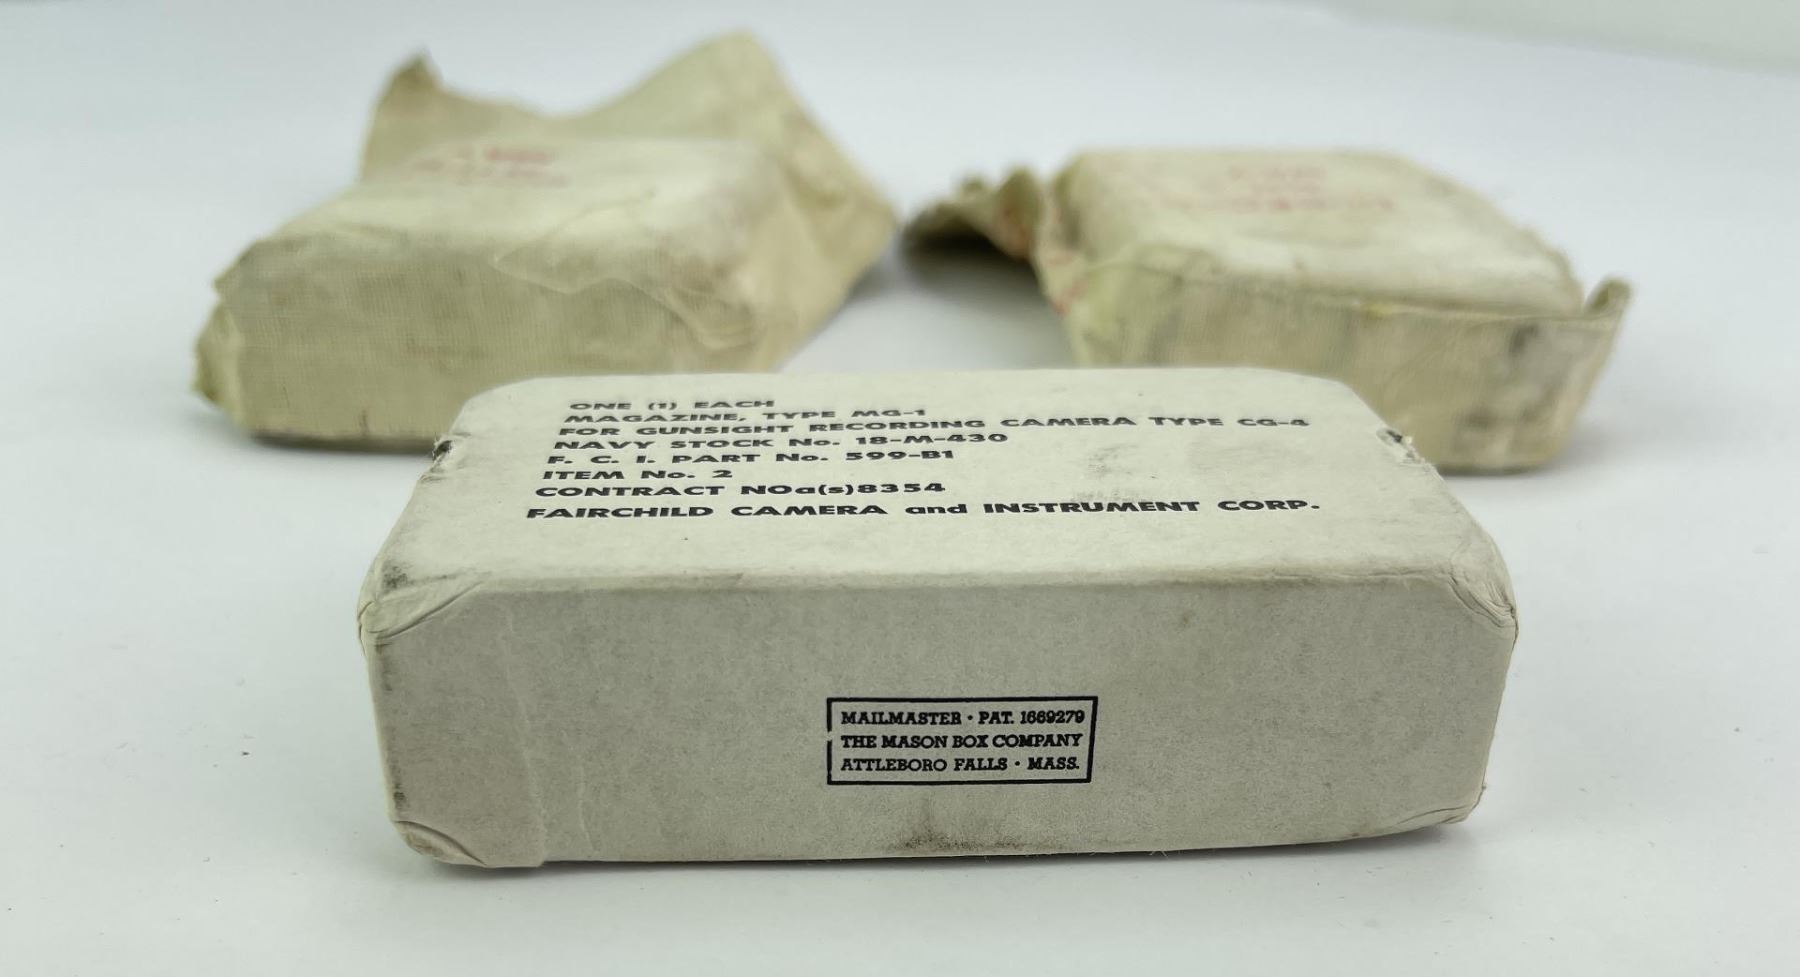 ONE (1) EACH
MAGAZINE, TYPE MG-1
FOR GUNSIGHT RECORDING CAMERA TYPE CG-4
NAVY STOCK No. 18-M-430
F. C. I. PART No. 599-B1
ITEM No. 2
CONTRACT NOa(s)8354
FAIRCHILD CAMERA and INSTRUMENT CORP.
MAILMASTER · PAT. 1669279
THE MASON BOX COMPANY
ATTLEBORO FALLS · MASS.